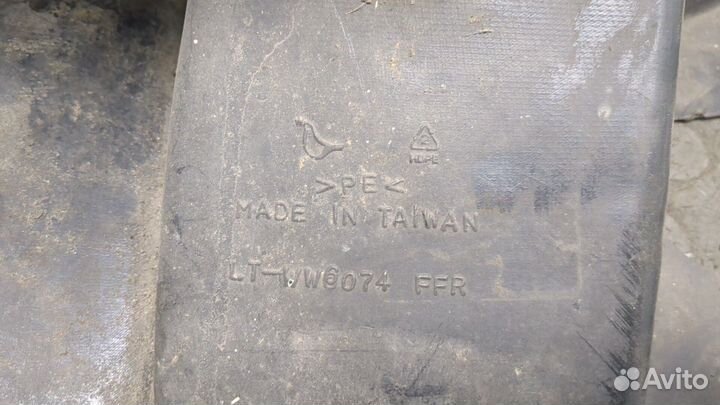 HDPE
>PE<
MADE IN TAIWAN
LT-VW6074 FFR
Avito